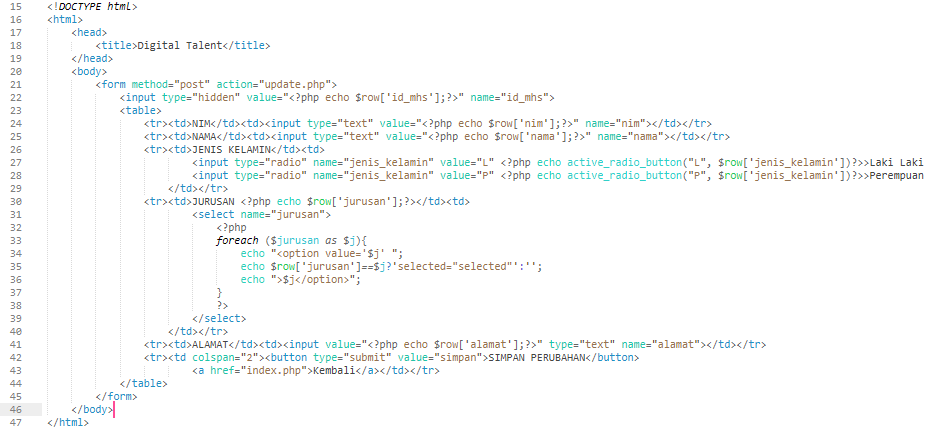 15 <!DOCTYPE html>
16 <html>
17 <head>
18 <title>Digital Talent</title>
19 </head>
20 <body>
21 <form method="post" action="update.php">
22 <input type="hidden" value="<?php echo $row['id_mhs'];?>" name="id_mhs">
23 <table>
24 <tr><td>NIM</td><td><input type="text" value="<?php echo $row['nim'];?>" name="nim"></td></tr>
25 <tr><td>NAMA</td><td><input type="text" value="<?php echo $row['nama'];?>" name="nama"></td></tr>
26 <tr><td>JENIS KELAMIN</td><td>
27 <input type="radio" name="jenis_kelamin" value="L" <?php echo active_radio_button("L", $row['jenis_kelamin'])?>>Laki Laki
28 <input type="radio" name="jenis_kelamin" value="P" <?php echo active_radio_button("P", $row['jenis_kelamin'])?>>Perempuan
29 </td></tr>
30 <tr><td>JURUSAN <?php echo $row['jurusan'];?></td><td>
31 <select name="jurusan">
32 <?php
33 foreach ($jurusan as $j){
34 echo "<option value='$j' ";
35 echo $row['jurusan']==$j?'selected="selected"':'';
36 echo ">$j</option>";
37 }
38 ?>
39 </select>
40 </td></tr>
41 <tr><td>ALAMAT</td><td><input value="<?php echo $row['alamat'];?>" type="text" name="alamat"></td></tr>
42 <tr><td colspan="2"><button type="submit" value="simpan">SIMPAN PERUBAHAN</button>
43 <a href="index.php">Kembali</a></td></tr>
44 </table>
45 </form>
46 </body>
47 </html>